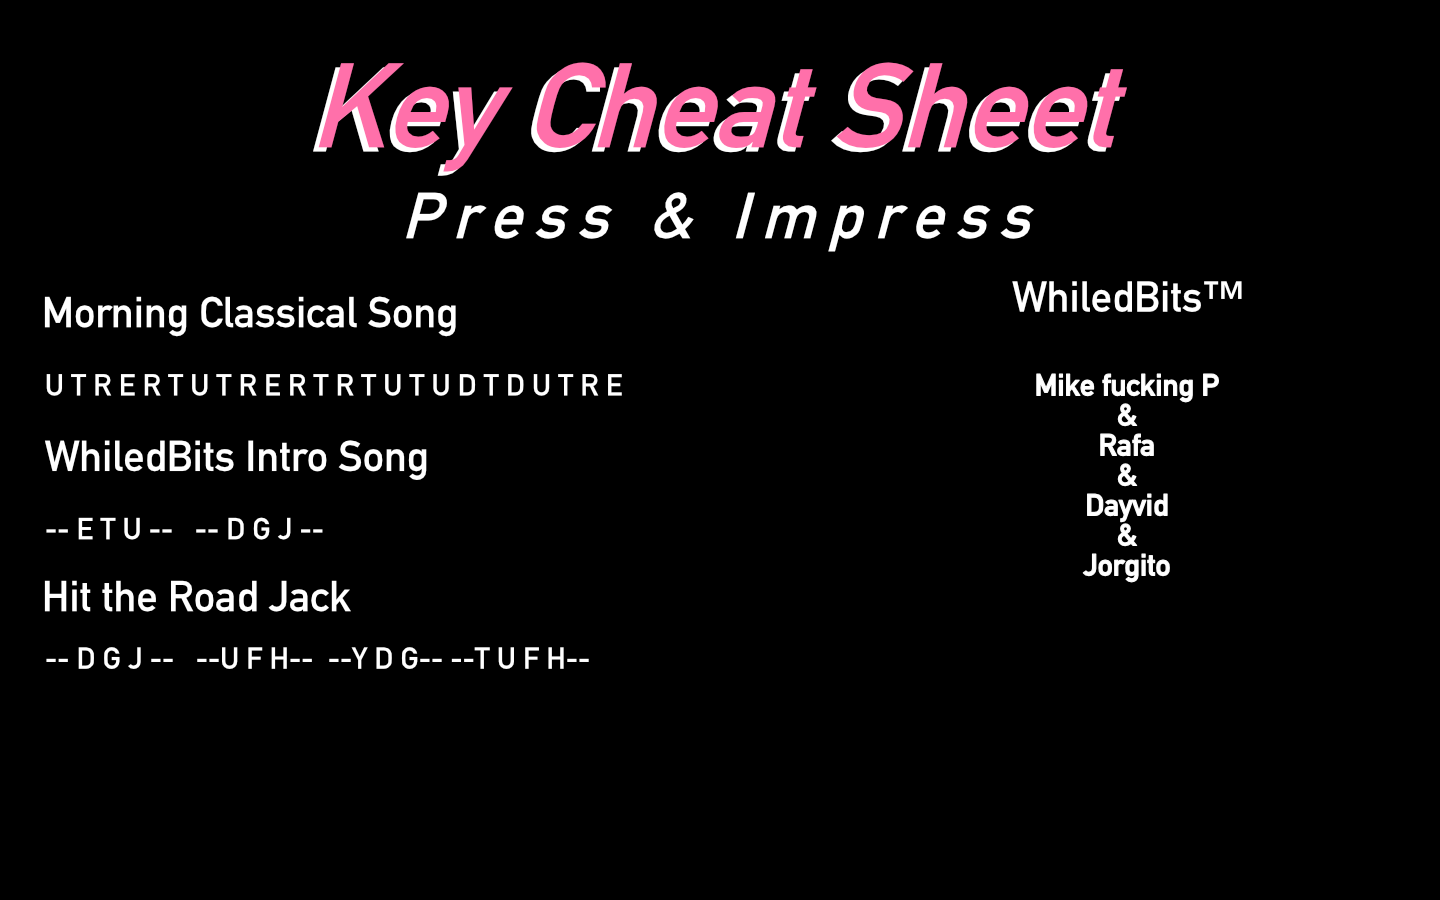 Key Cheat Sheet
Press & Impress
Morning Classical Song
U T R E R T U T R E R T R T U T U D T D U T R E
WhiledBits Intro Song
-- E T U -- -- D G J --
Hit the Road Jack
-- D G J -- --U F H-- --Y D G-- --T U F H--
WhiledBits™
Mike fucking P
&
Rafa
&
Dayvid
&
Jorgito